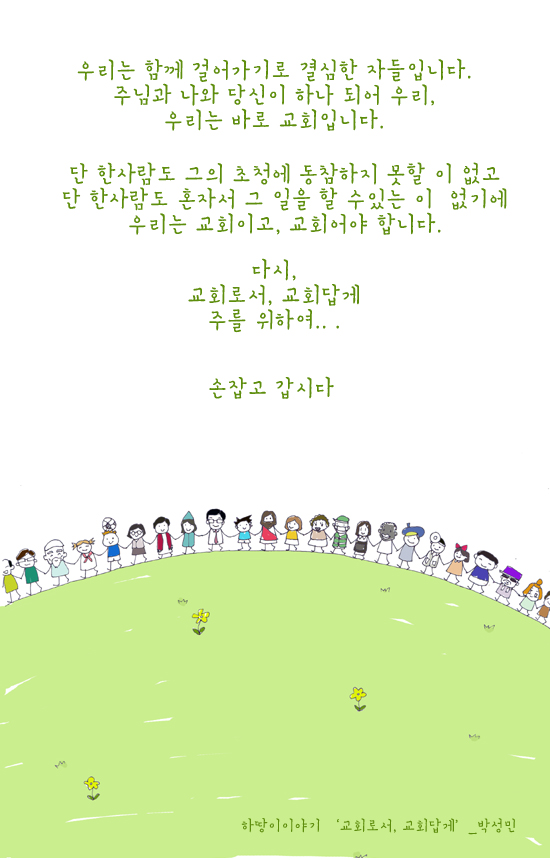 우리는 함께 걸어가기로 결심한 자들입니다.
주님과 나와 당신이 하나 되어 우리,
우리는 바로 교회입니다.
단 한사람도 그의 초청에 동참하지 못할 이 없고
단 한사람도 혼자서 그 일을 할 수있는 이 없기에
우리는 교회이고, 교회어야 합니다.
다시,
교회로서, 교회답게
주를 위하여.. .
손잡고 갑시다
하땅이이야기 '교회로서, 교회답게' _박성민